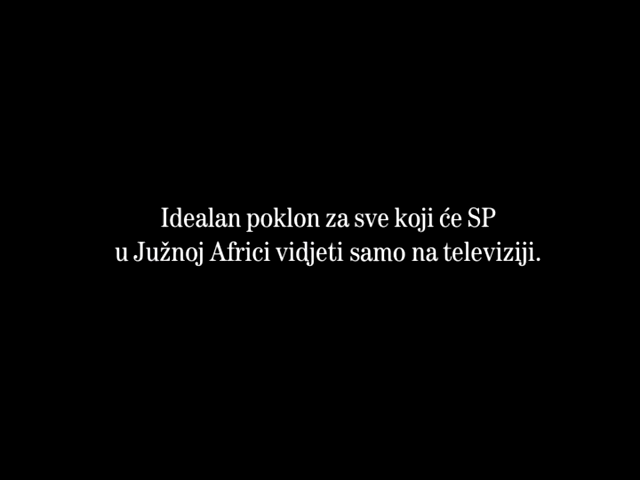 Idealan poklon za sve koji će SP
u Južnoj Africi vidjeti samo na televiziji.